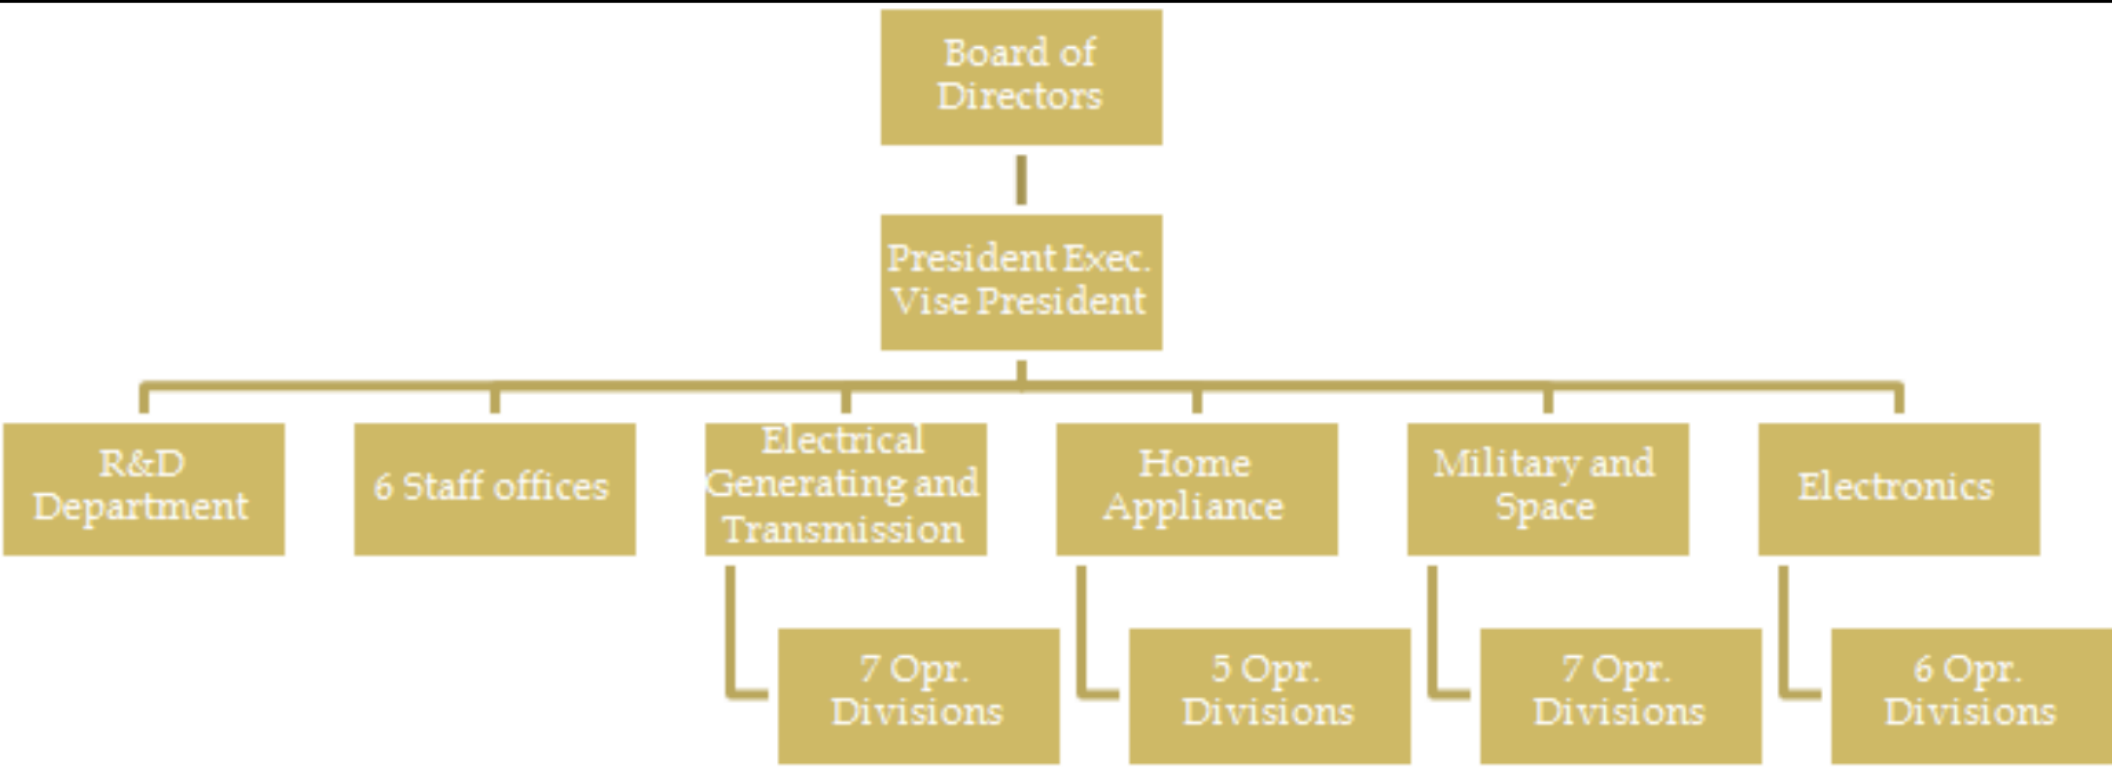 Board of
Directors
President Exec.
Vise President
R&D
Department
6 Staff offices
Electrical
Generating and
Transmission
Home
Appliance
Military and
Space
Electronics
7 Opr.
Divisions
5 Opr.
Divisions
7 Opr.
Divisions
6 Opr.
Divisions